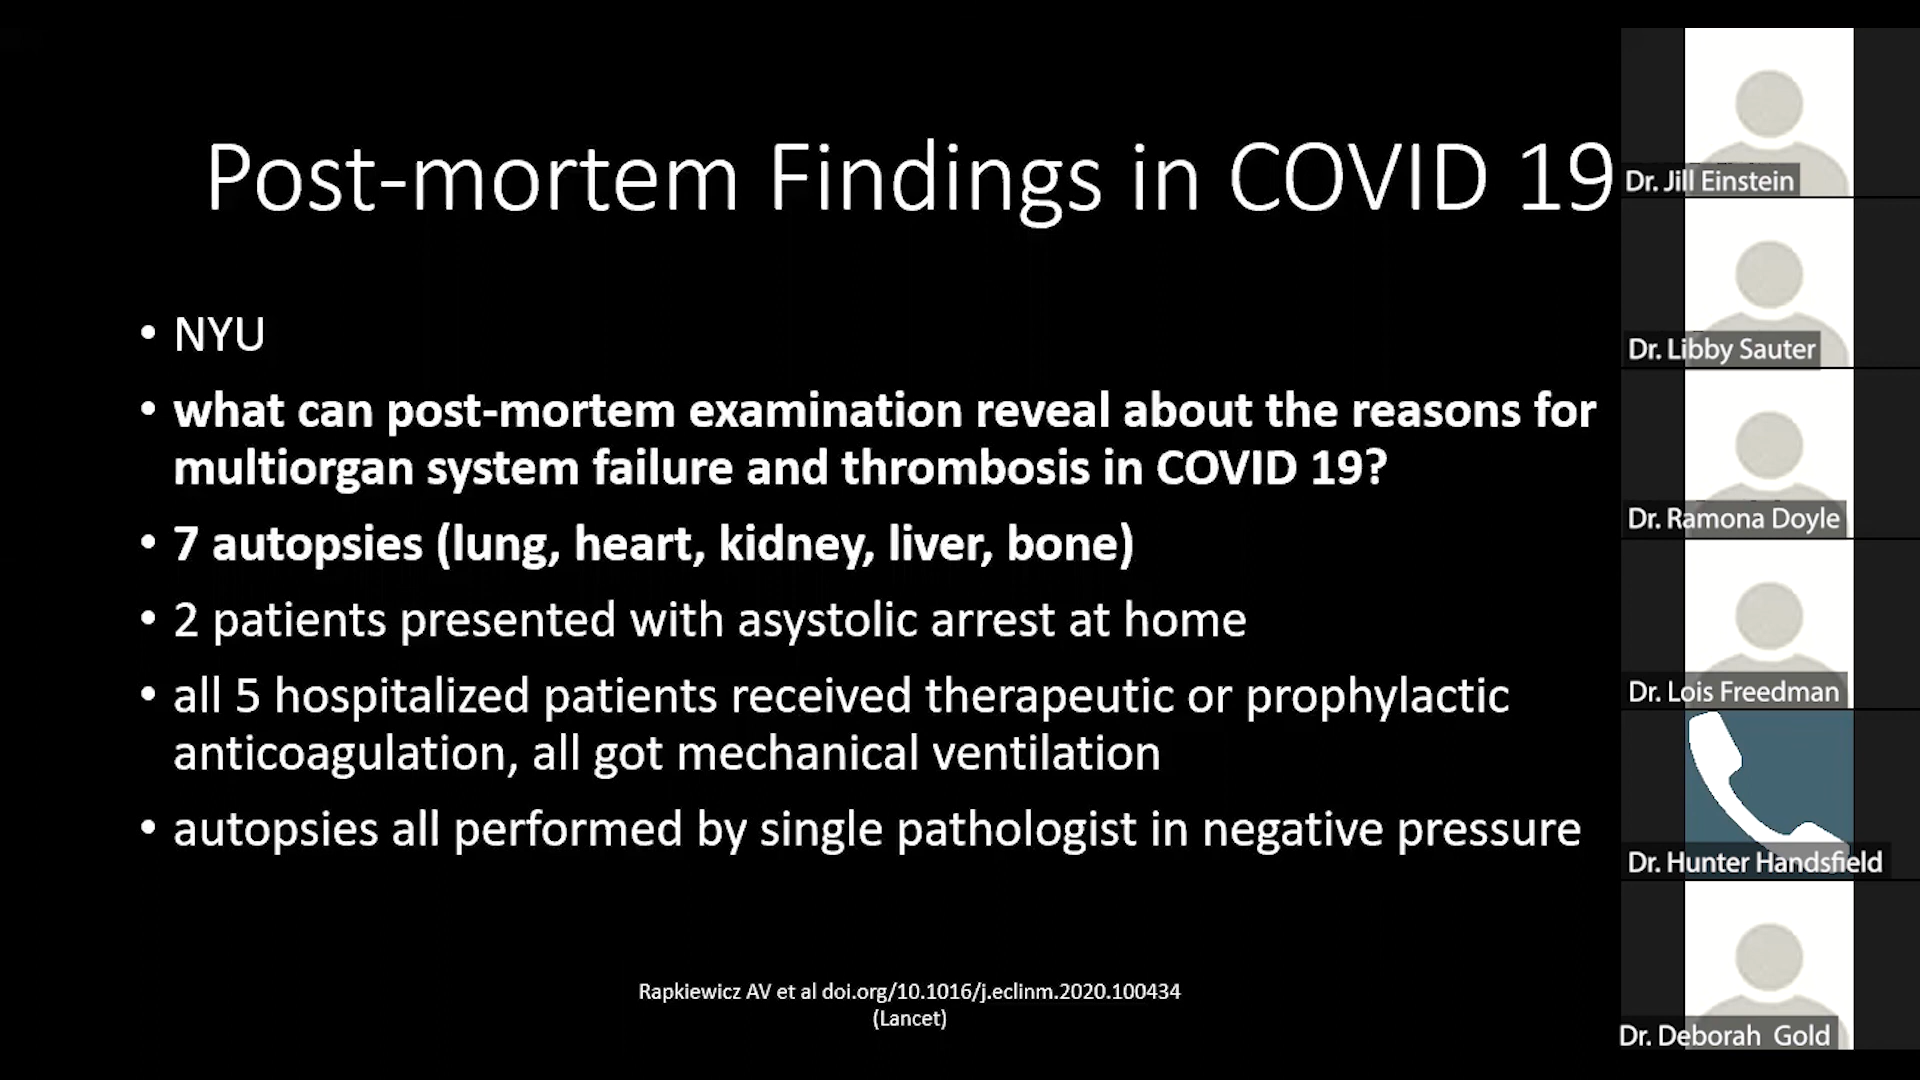 Post-mortem Findings in COVID 19
• NYU
• what can post-mortem examination reveal about the reasons for
multiorgan system failure and thrombosis in COVID 19?
• 7 autopsies (lung, heart, kidney, liver, bone)
• 2 patients presented with asystolic arrest at home
• all 5 hospitalized patients received therapeutic or prophylactic
anticoagulation, all got mechanical ventilation
• autopsies all performed by single pathologist in negative pressure
Rapkiewicz AV et al doi.org/10.1016/j.eclinm.2020.100434
(Lancet)
Dr. Jill Einstein
Dr. Libby Sauter
Dr. Ramona Doyle
Dr. Lois Freedman
Dr. Hunter Handsfield
Dr. Deborah  Gold